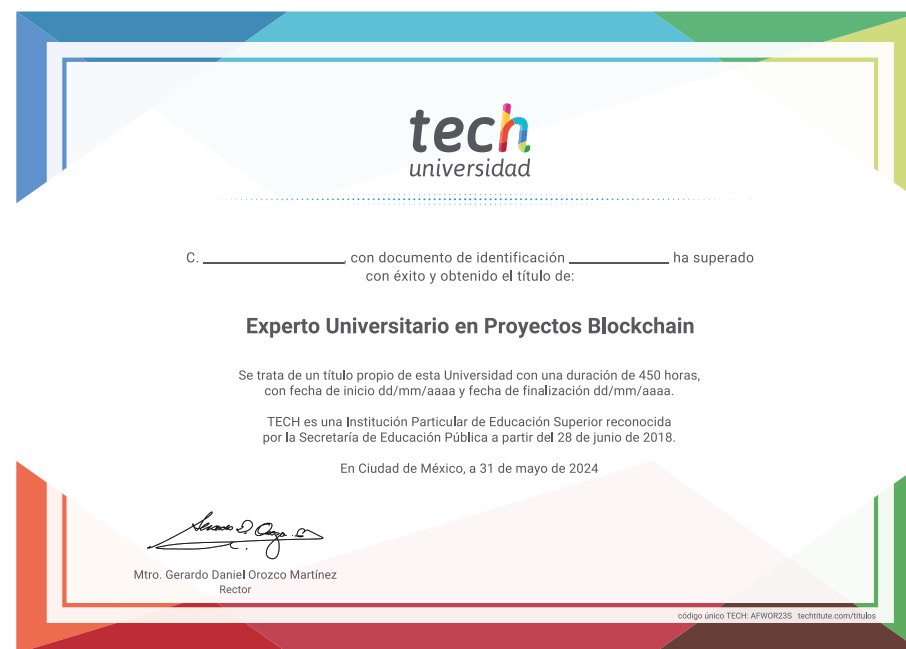 tech
universidad
C. ____________, con documento de identificación ____________ ha superado
con éxito y obtenido el título de:
Experto Universitario en Proyectos Blockchain
Se trata de un título propio de esta Universidad con una duración de 450 horas,
con fecha de inicio dd/mm/aaaa y fecha de finalización dd/mm/aaaa.
TECH es una Institución Particular de Educación Superior reconocida
por la Secretaría de Educación Pública a partir del 28 de junio de 2018.
En Ciudad de México, a 31 de mayo de 2024
Mtro. Gerardo Daniel Orozco Martínez
Rector
código único TECH: AFWOR23S techtitute.com/titulos